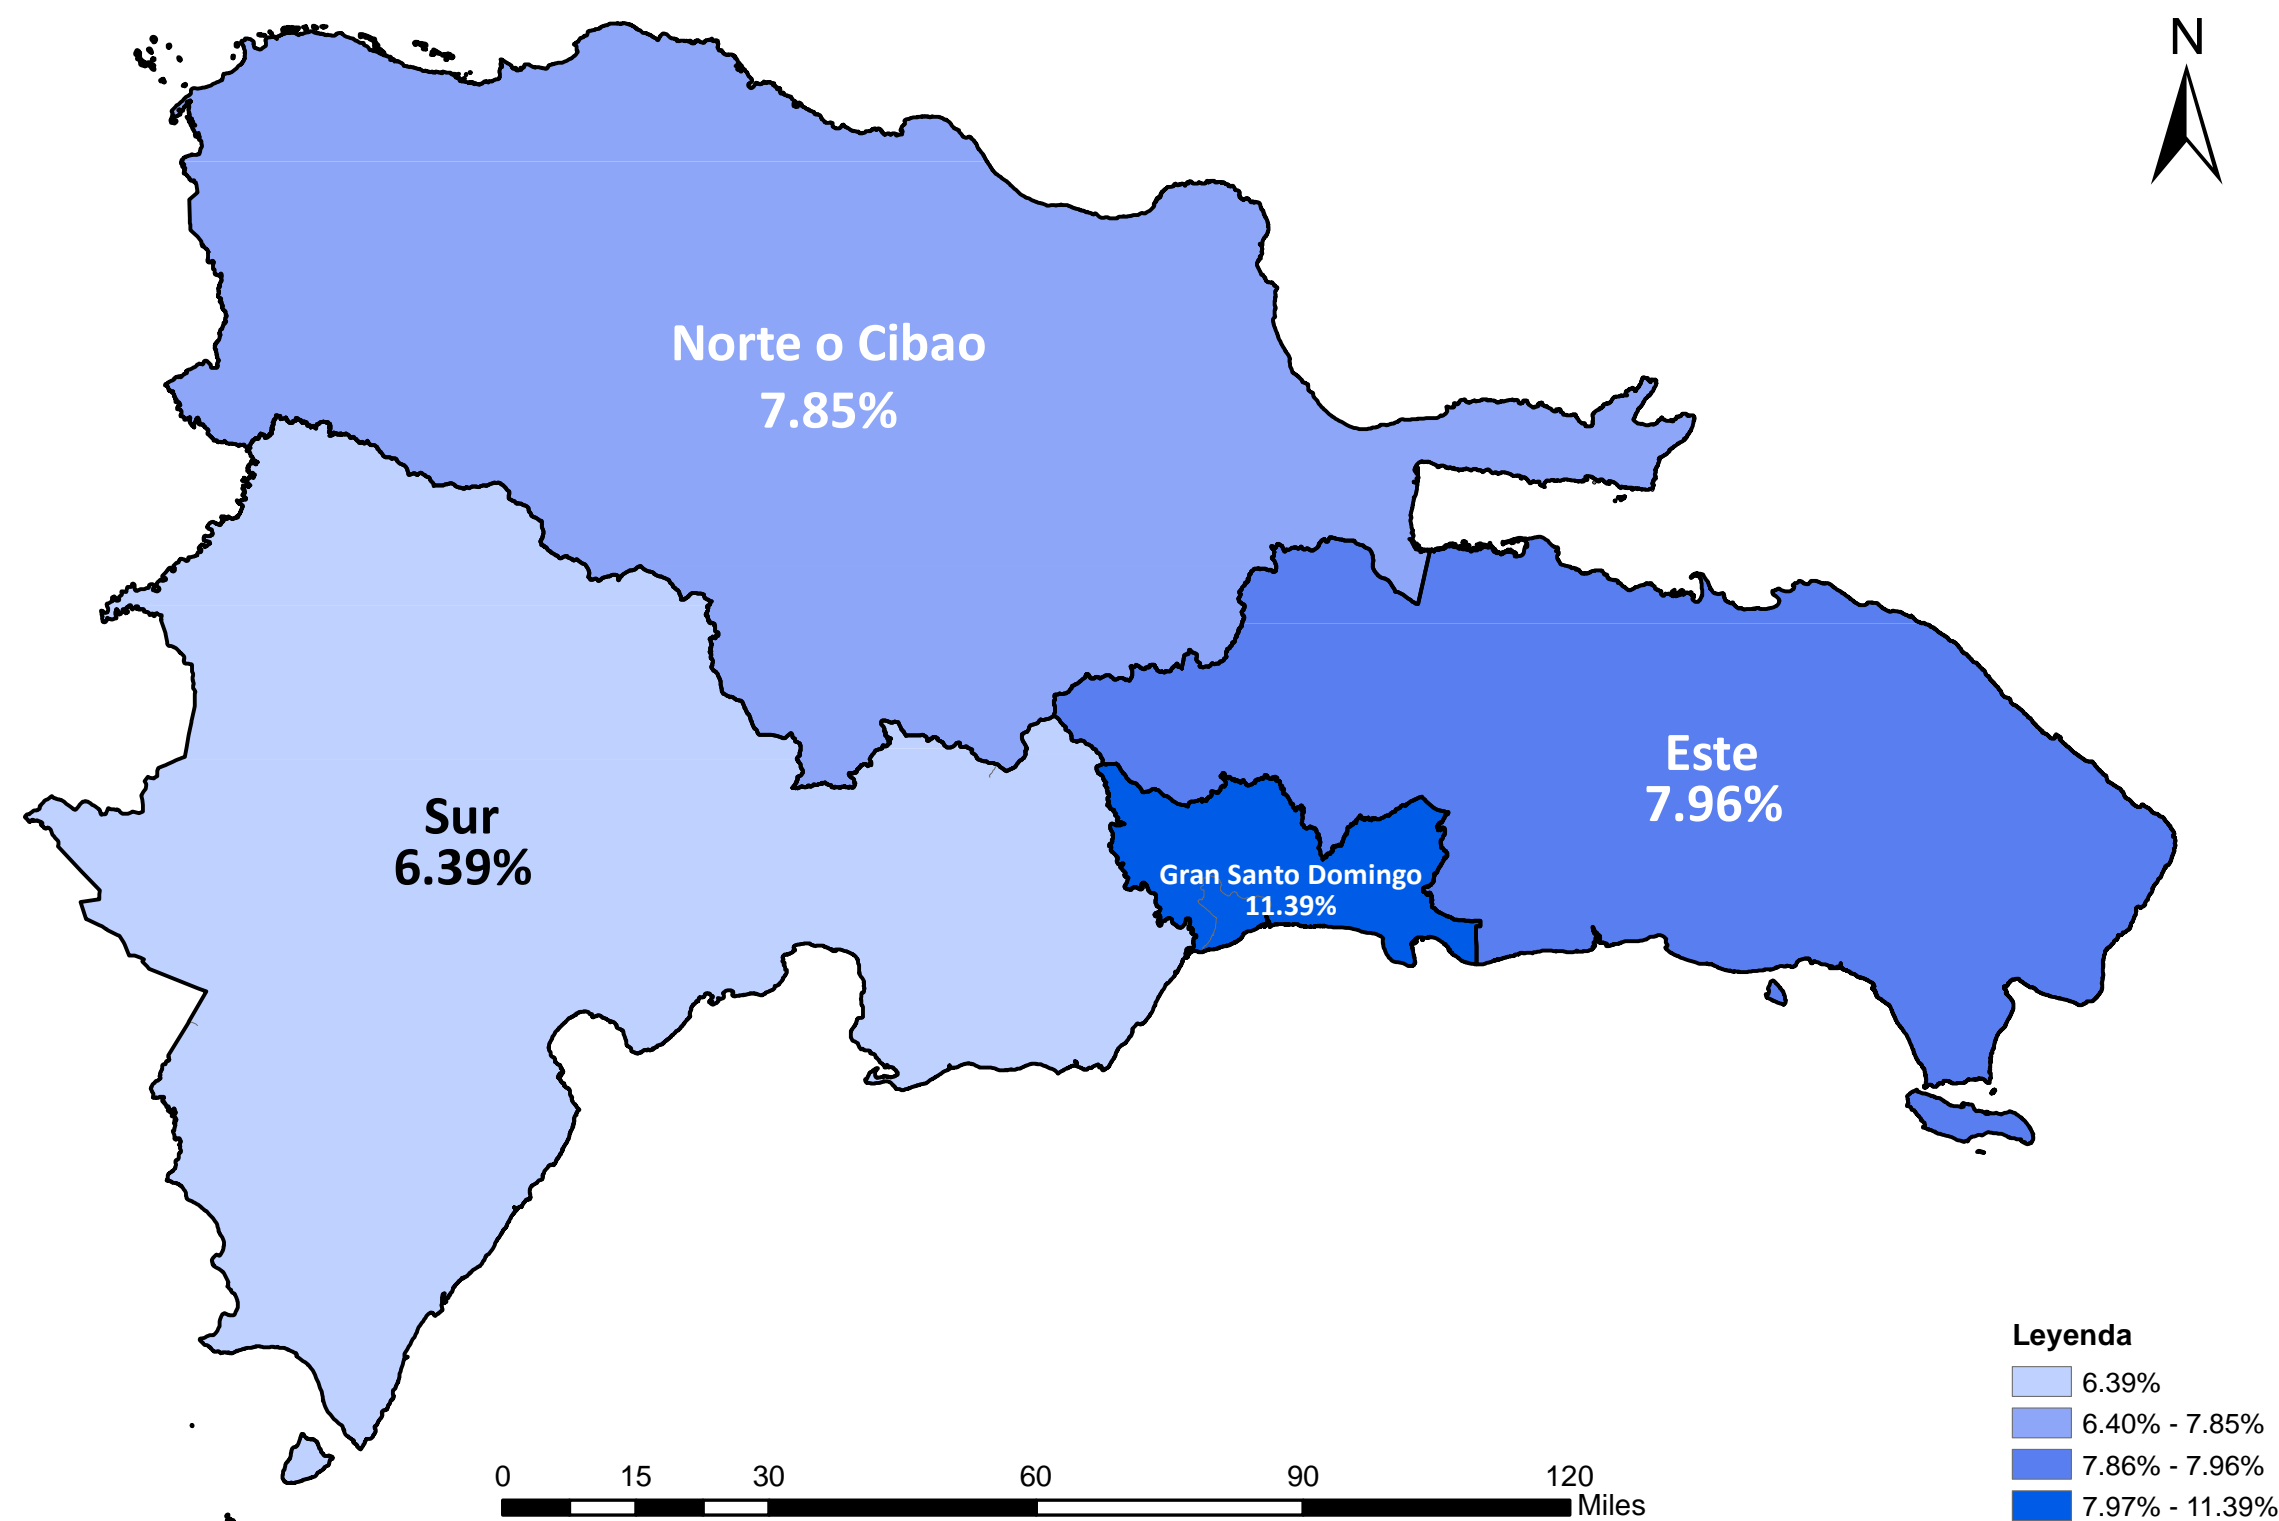 N
Norte o Cibao
7.85%
Este
7.96%
Sur
6.39%
Gran Santo Domingo
11.39%
Leyenda
6.39%
6.40% - 7.85%
7.86% - 7.96%
7.97% - 11.39%
0 15 30 60 90 120
Miles